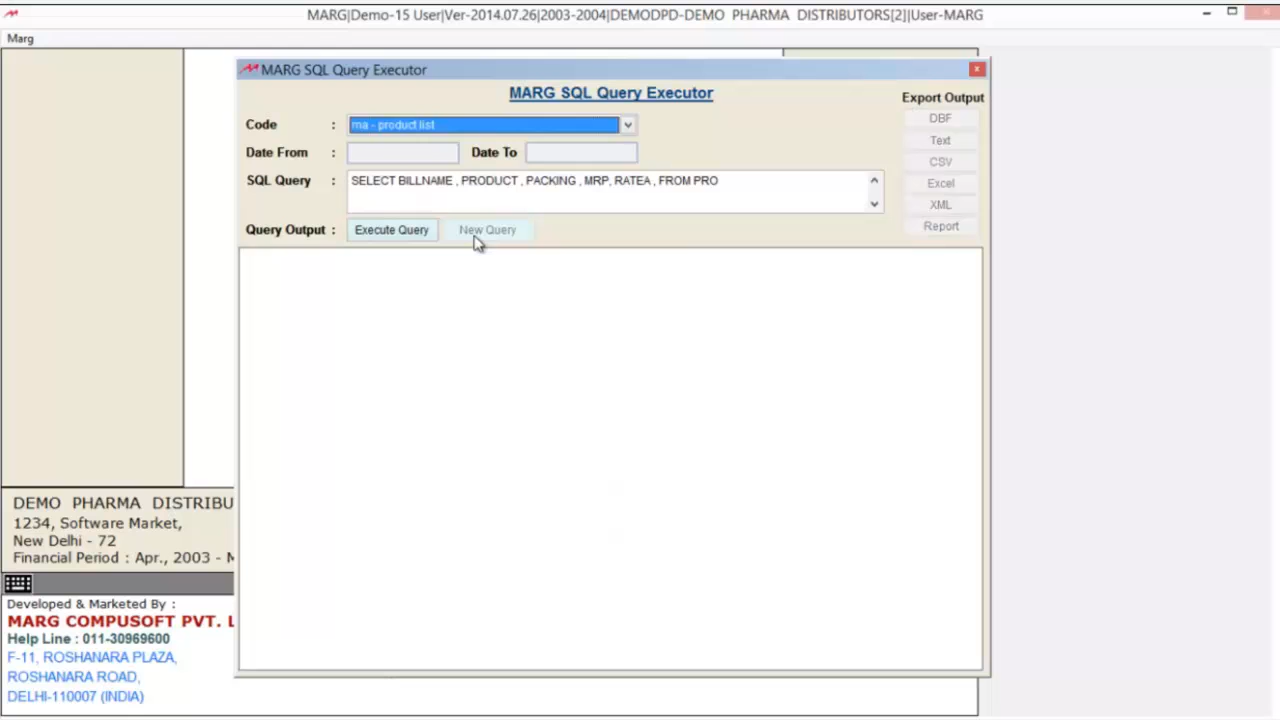 MARG|Demo-15 User|Ver-2014.07.26|2003-2004|DEMODPD-DEMO PHARMA DISTRIBUTORS[2]|User-MARG
Marg
MARG SQL Query Executor
MARG SQL Query Executor
Export Output
Code : ma - product list
DBF
Text
Date From : Date To
CSV
SQL Query : SELECT BILLNAME , PRODUCT , PACKING , MRP, RATEA , FROM PRO
Excel
XML
Report
Query Output : Execute Query New Query
DEMO PHARMA DISTRIBU
1234, Software Market,
New Delhi - 72
Financial Period : Apr., 2003 - M
Developed & Marketed By :
MARG COMPUSOFT PVT. L
Help Line : 011-30969600
F-11, ROSHANARA PLAZA,
ROSHANARA ROAD,
DELHI-110007 (INDIA)